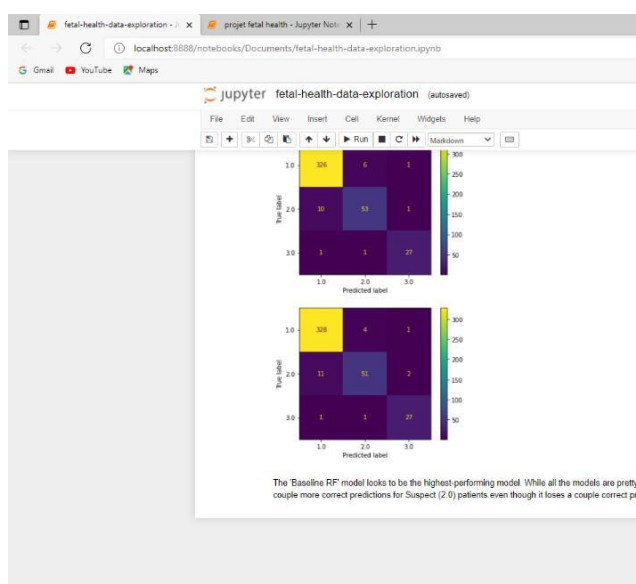 fetal-health-data-exploration - J
projet fetal health - Jupyter Note
localhost:8888/notebooks/Documents/fetal-health-data-exploration.ipynb
Gmail YouTube Maps
jupyter fetal-health-data-exploration (autosaved)
File Edit View Insert Cell Kernel Widgets Help
Run Markdown
300
1.0 326 6 1
250
200
True label
2.0 10 53 1
150
100
3.0 1 1 27
50
1.0 2.0 3.0
Predicted label
300
1.0 328 4 1
250
200
True label
2.0 11 51 2
150
100
3.0 1 1 27
50
1.0 2.0 3.0
Predicted label
The 'Baseline RF' model looks to be the highest-performing model. While all the models are pretty
couple more correct predictions for Suspect (2.0) patients even though it loses a couple correct pr